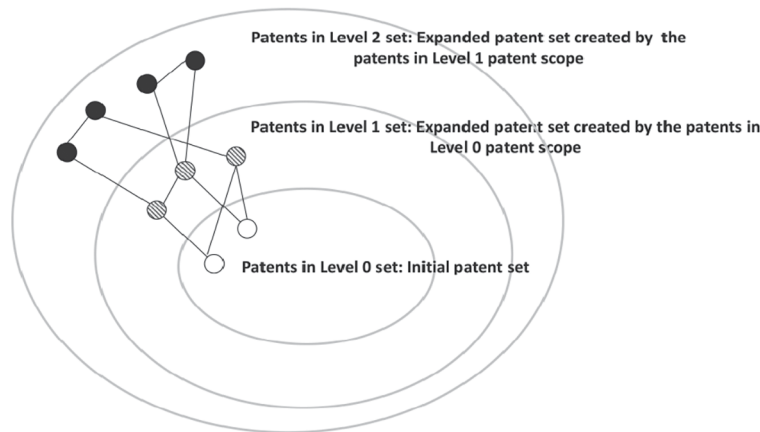 Patents in Level 2 set: Expanded patent set created by the
patents in Level 1 patent scope
Patents in Level 1 set: Expanded patent set created by the patents in
Level 0 patent scope
Patents in Level 0 set: Initial patent set